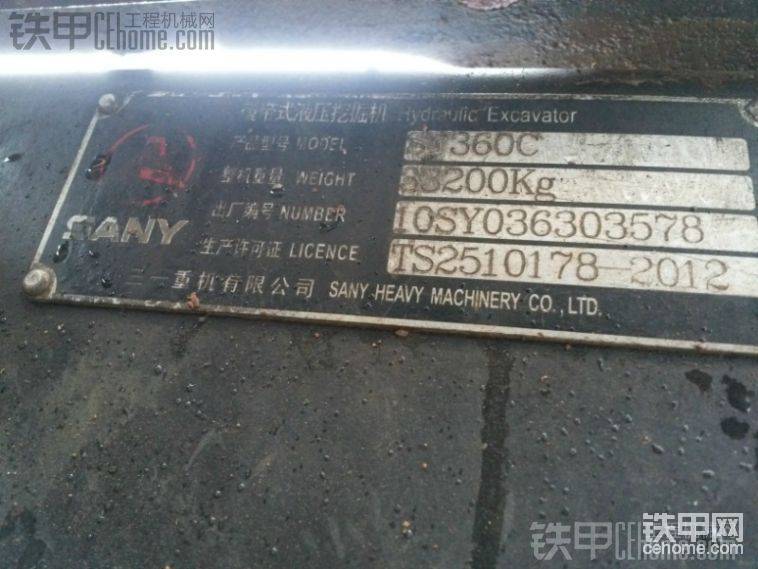 铁甲 工程机械网
CEhome.com
液压挖掘机 Hydraulic Excavator
产品型号 MODEL 360C
整机重量 WEIGHT 200Kg
出厂编号 NUMBER 10SY036303578
生产许可证 LICENCE TS2510178-2012
SANY
三一重机有限公司 SANY HEAVY MACHINERY CO.,LTD.
铁甲网
cehome.com